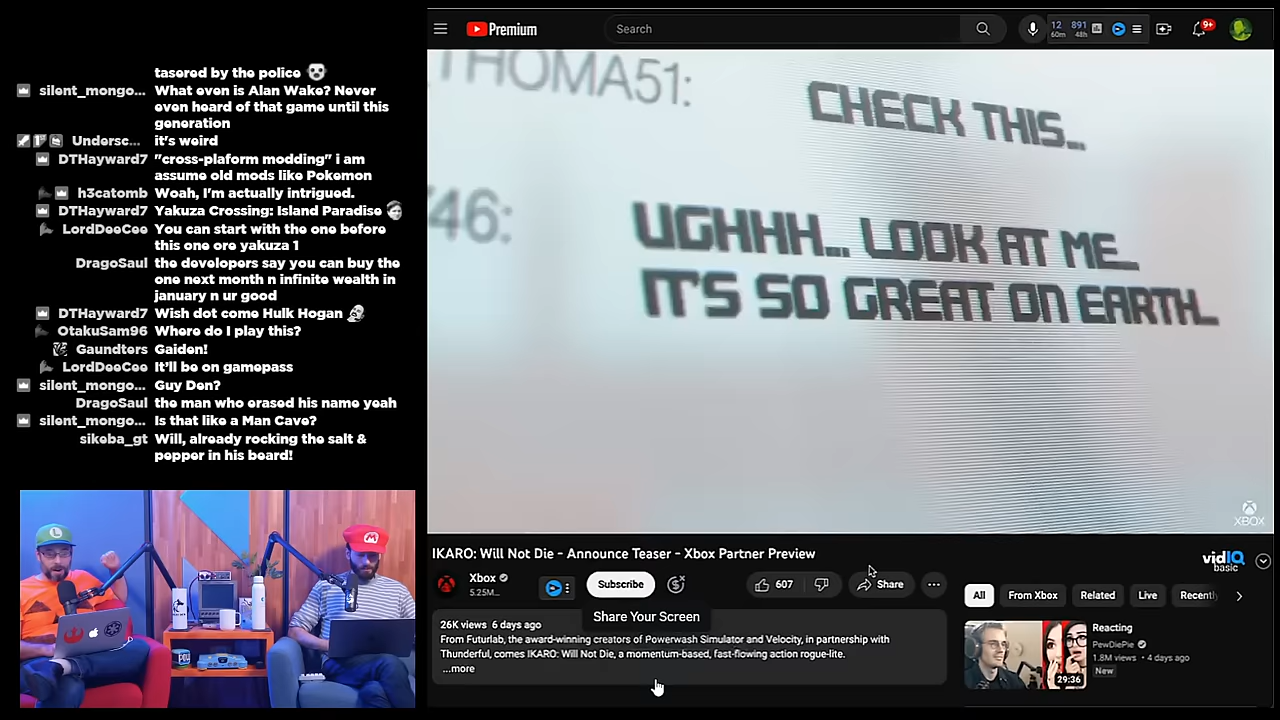 tasered by the police
silent_mongo... What even is Alan Wake? Never
even heard of that game until this
generation
Undersc... it's weird
DTHayward7 "cross-plaform modding" i am
assume old mods like Pokemon
h3catomb Woah, I'm actually intrigued.
DTHayward7 Yakuza Crossing: Island Paradise
LordDeeCee You can start with the one before
this one ore yakuza 1
DragoSaul the developers say you can buy the
one next month n infinite wealth in
january n ur good
DTHayward7 Wish dot come Hulk Hogan
OtakuSam96 Where do I play this?
Gaundters Gaiden!
LordDeeCee It'll be on gamepass
silent_mongo... Guy Den?
DragoSaul the man who erased his name yeah
silent_mongo... Is that like a Man Cave?
sikeba_gt Will, already rocking the salt &
pepper in his beard!
Premium
Search
12 891
60m 48h
9+
THOMA51: CHECK THIS...
46: UGHHH... LOOK AT ME...
IT'S SO GREAT ON EARTH...
XBOX
IKARO: Will Not Die - Announce Teaser - Xbox Partner Preview
Xbox
5.25M...
Subscribe
607
Share
...
Share Your Screen
26K views 6 days ago
From Futurlab, the award-winning creators of Powerwash Simulator and Velocity, in partnership with
Thunderful, comes IKARO: Will Not Die, a momentum-based, fast-flowing action rogue-lite.
...more
vidIQ
basic
All From Xbox Related Live Recently
Reacting
PewDiePie
1.8M views • 4 days ago
New
29:36